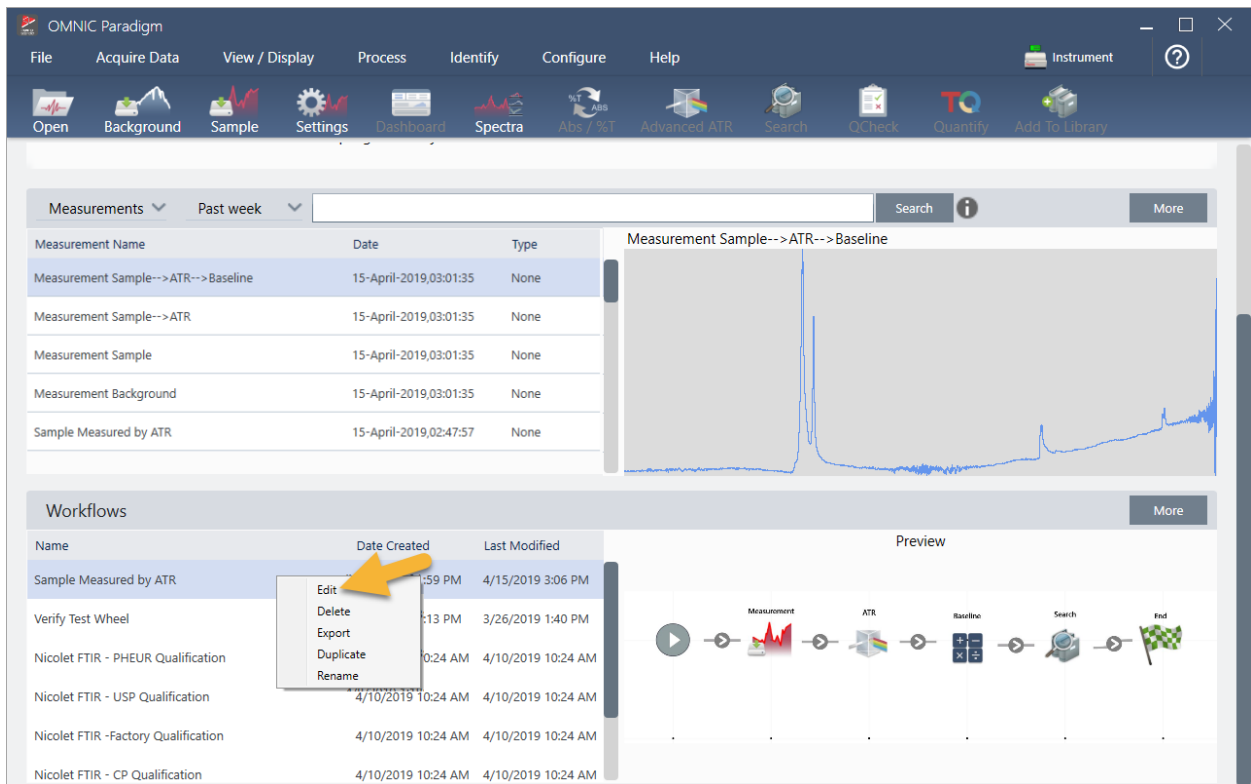 OMNIC Paradigm
File Acquire Data View / Display Process Identify Configure Help Instrument
%T ABS TQ
Open Background Sample Settings Dashboard Spectra Abs / %T Advanced ATR Search QCheck Quantify Add To Library
Measurements Past week Search More
Measurement Name Date Type
Measurement Sample-->ATR-->Baseline
Measurement Sample-->ATR-->Baseline 15-April-2019,03:01:35 None
Measurement Sample-->ATR 15-April-2019,03:01:35 None
Measurement Sample 15-April-2019,03:01:35 None
Measurement Background 15-April-2019,03:01:35 None
Sample Measured by ATR 15-April-2019,02:47:57 None
Workflows More
Name Date Created Last Modified
Preview
Sample Measured by ATR :59 PM 4/15/2019 3:06 PM
Edit
Delete
Export
Duplicate
Rename
Verify Test Wheel :13 PM 3/26/2019 1:40 PM
Nicolet FTIR - PHEUR Qualification 0:24 AM 4/10/2019 10:24 AM
Nicolet FTIR - USP Qualification 4/10/2019 10:24 AM 4/10/2019 10:24 AM
Nicolet FTIR -Factory Qualification 4/10/2019 10:24 AM 4/10/2019 10:24 AM
Nicolet FTIR - CP Qualification 4/10/2019 10:24 AM 4/10/2019 10:24 AM
Measurement ATR Baseline Search End